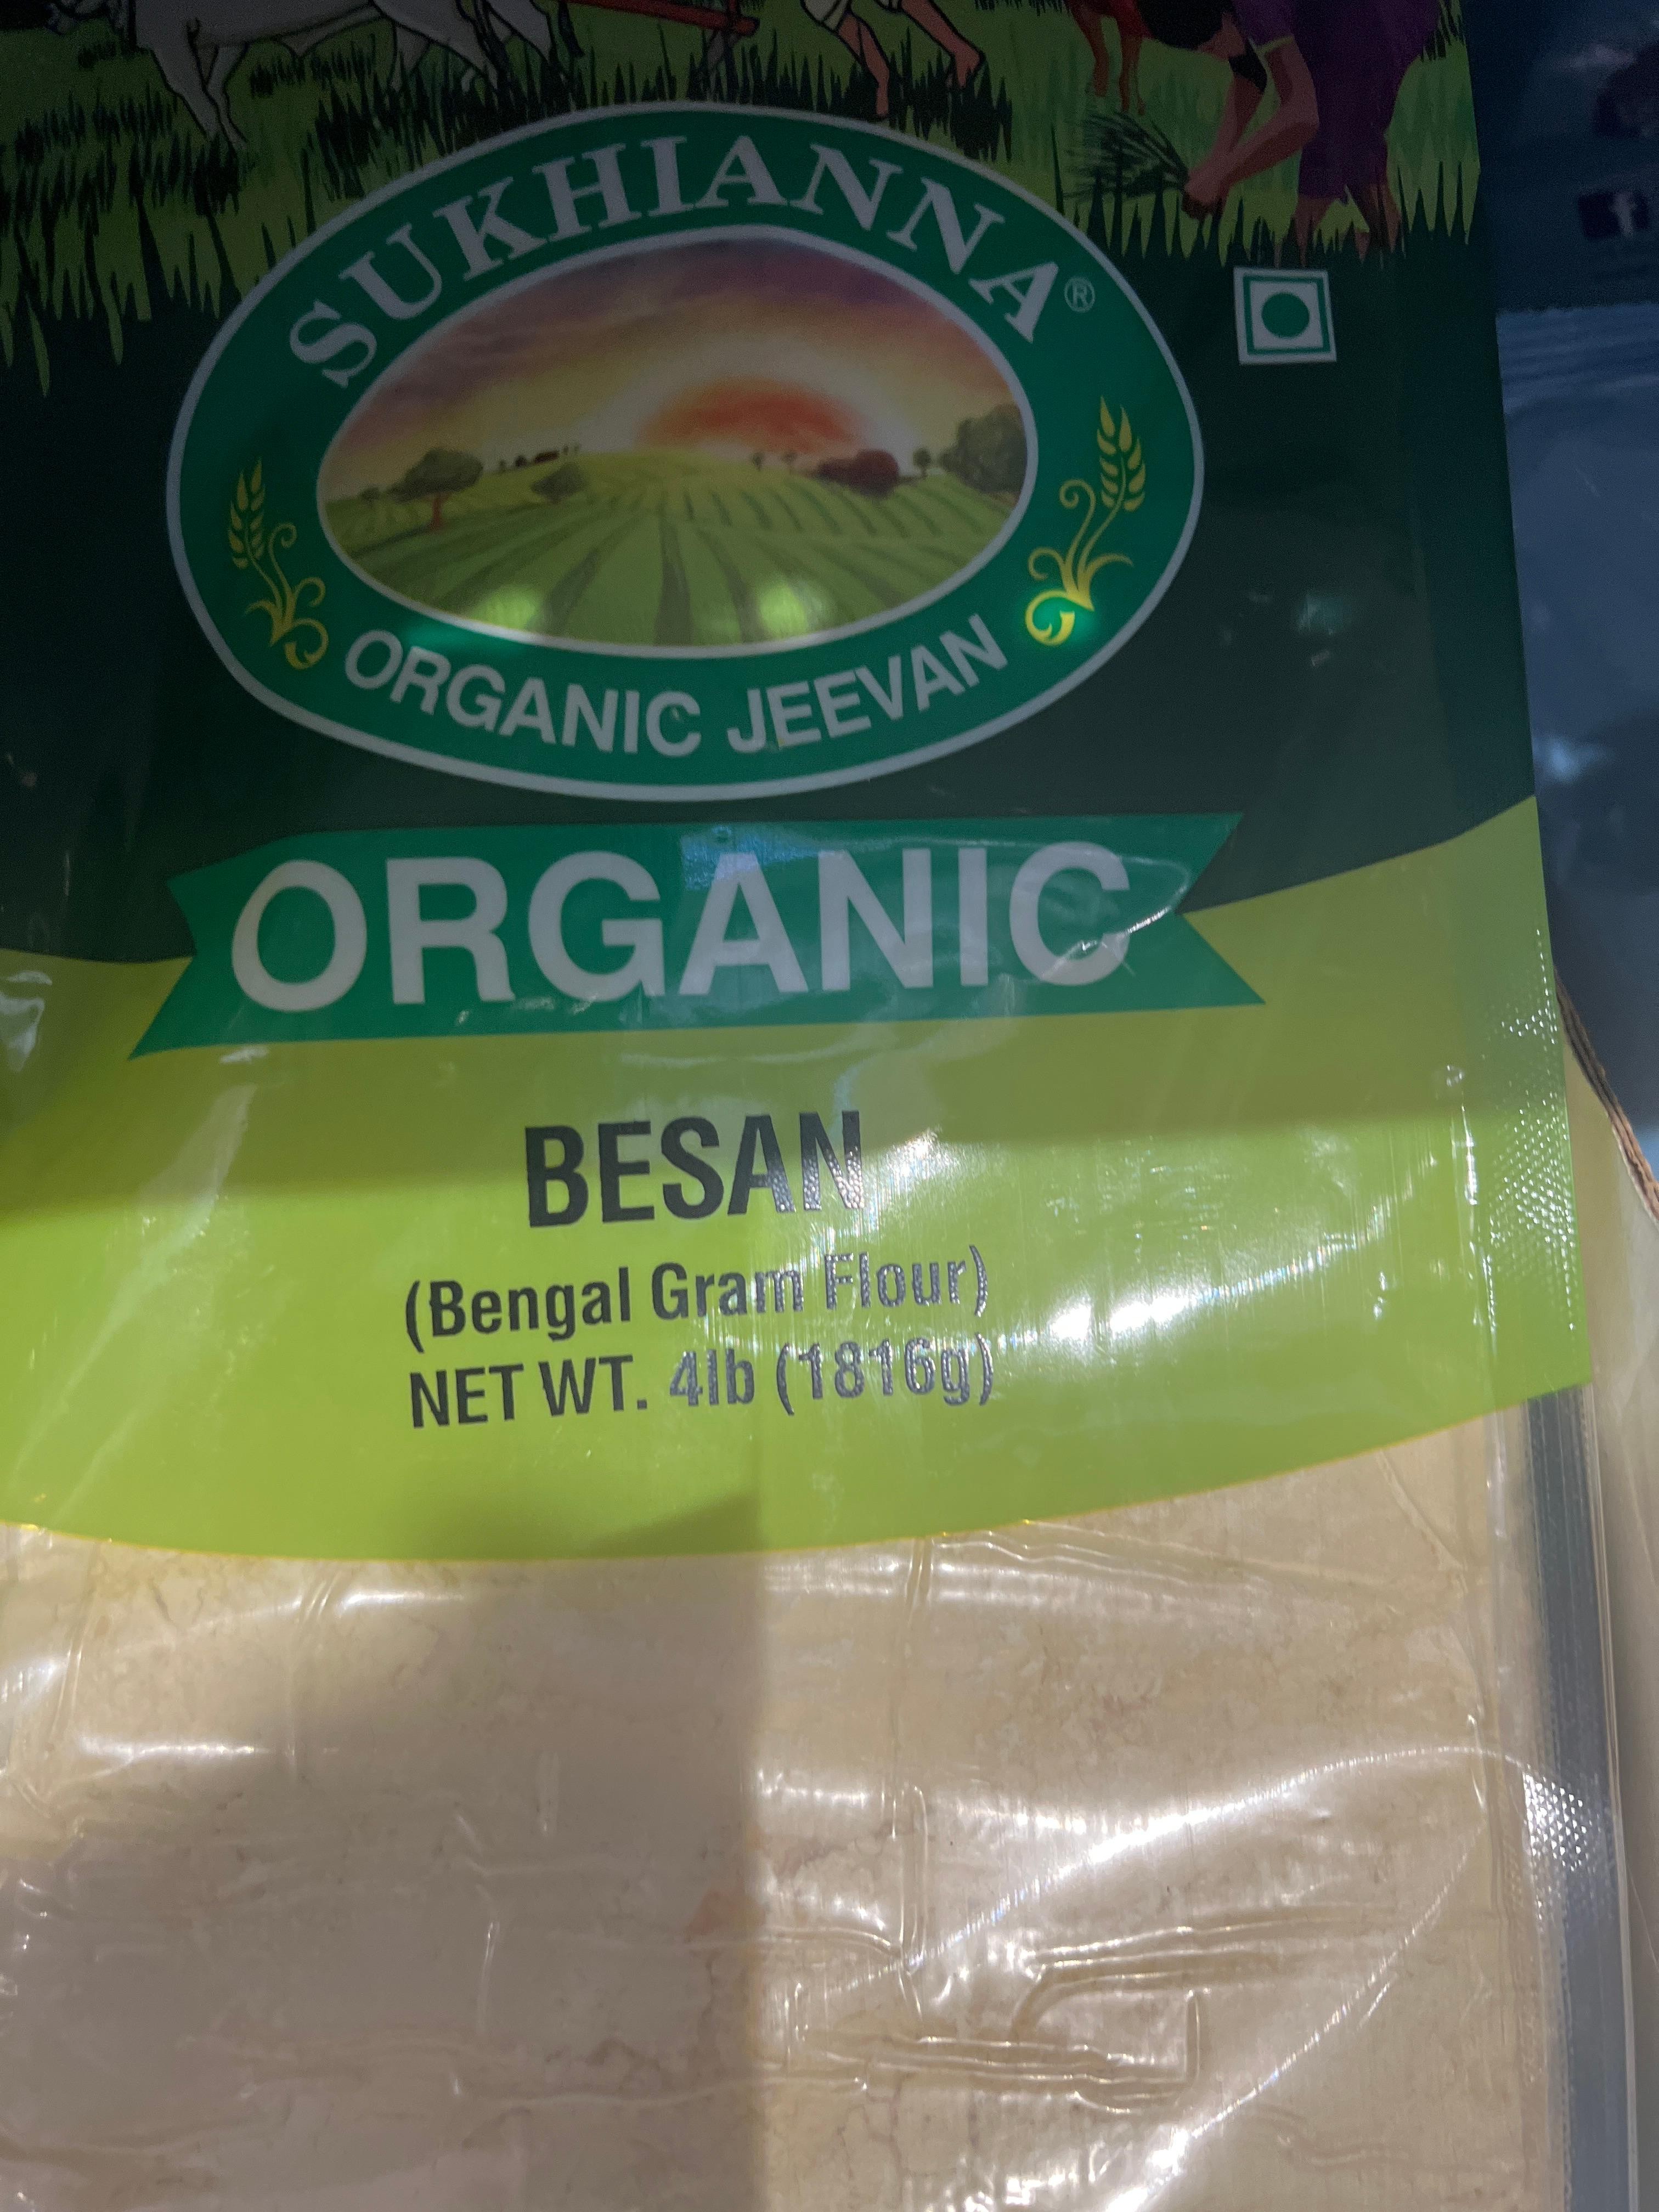 SUKHIANNA®
ORGANIC JEEVAN
ORGANIC
BESAN
(Bengal Gram Flour)
NET WT. 4lb (1816g)